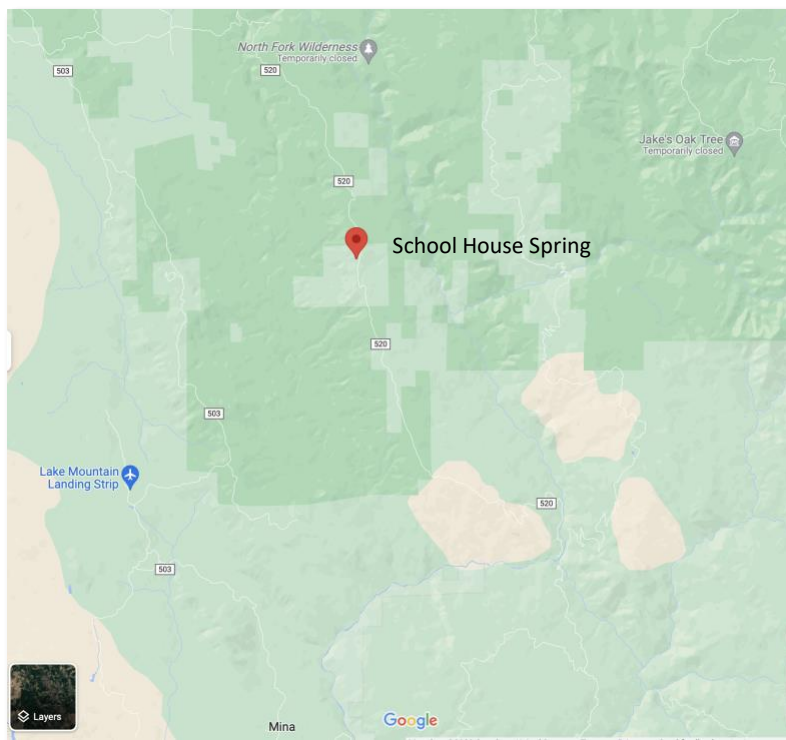 North Fork Wilderness
Temporarily closed
503
520
Jake's Oak Tree
Temporarily closed
520
School House Spring
520
503
Lake Mountain
Landing Strip
520
503
Layers
Mina
Google